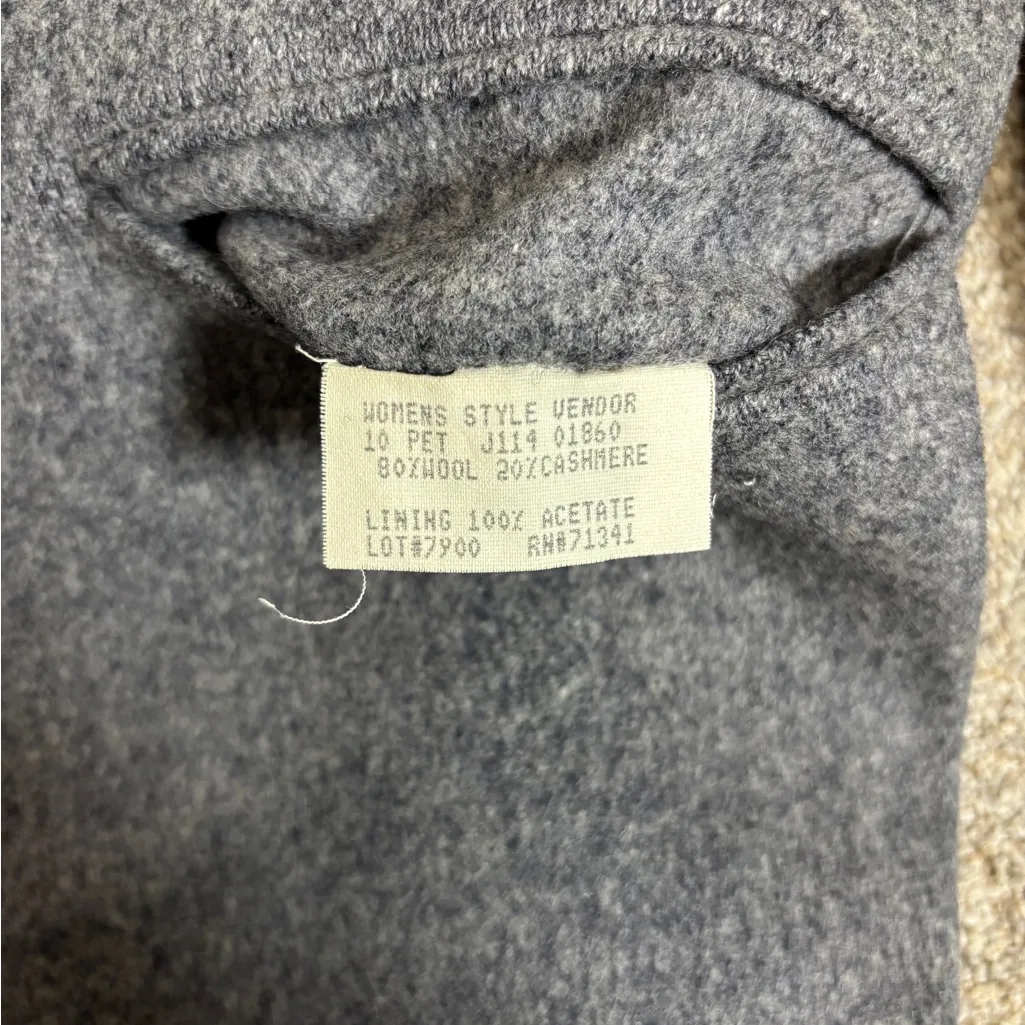 WOMENS STYLE VENDOR
10 PET J114 01860
80%WOOL 20%CASHMERE
LINING 100% ACETATE
LOT#7900 RN#71341